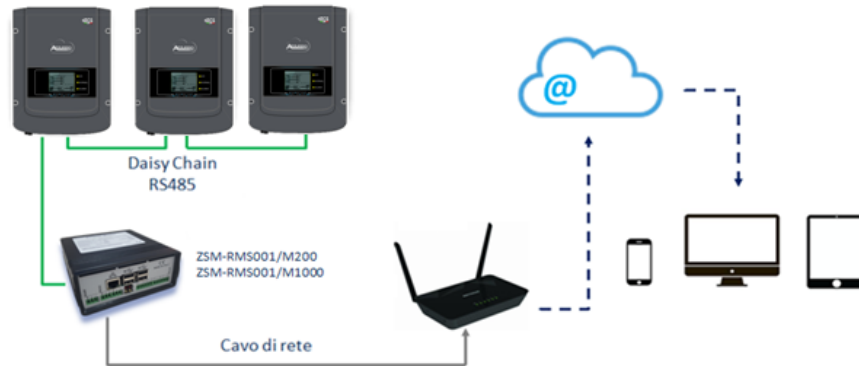 Daisy Chain
RS485
ZSM-RMS001/M200
ZSM-RMS001/M1000
@
Cavo di rete